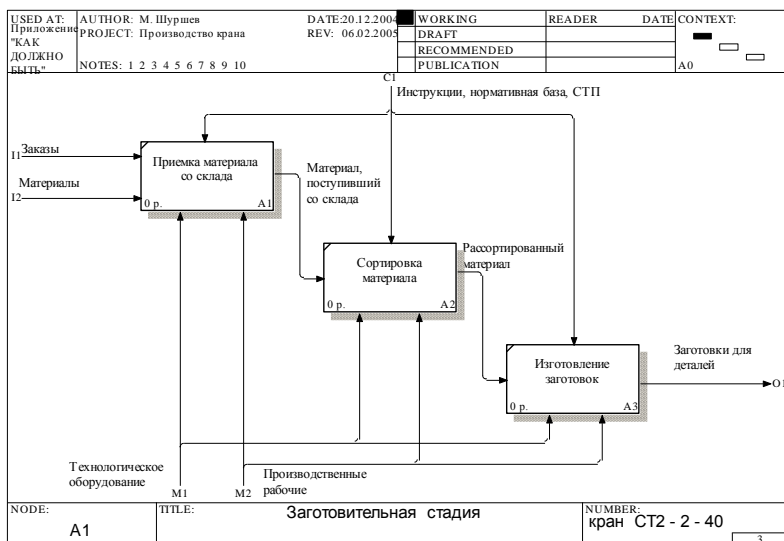 USED AT:
Приложение
"КАК
ДОЛЖНО
БЫТЬ"
AUTHOR: М. Шуршев
DATE:20.12.2004
PROJECT: Производство крана
REV: 06.02.2005
NOTES: 1 2 3 4 5 6 7 8 9 10
WORKING
DRAFT
RECOMMENDED
PUBLICATION
READER DATE
CONTEXT:
A0
C1
Инструкции, нормативная база, СТП
I1 Заказы
Материалы
I2
Приемка материала
со склада
0 р. A1
Материал,
поступивший
со склада
Сортировка
материала
0 р. A2
Рассортированный
материал
Изготовление
заготовок
0 р. A3
Заготовки для
деталей
O1
Технологическое
оборудование
M1
M2
Производственные
рабочие
NODE:
A1
TITLE:
Заготовительная стадия
NUMBER:
кран СТ2 - 2 - 40
3